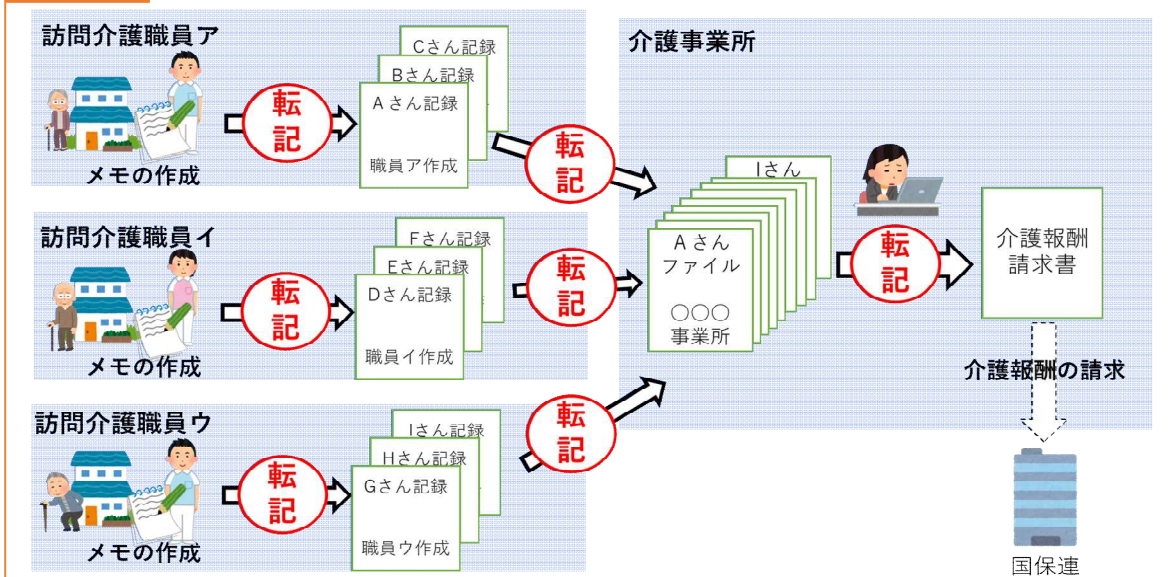 訪問介護職員ア
メモの作成
転
記
Cさん記録
Bさん記録
Aさん記録
職員ア作成
転
記
訪問介護職員イ
メモの作成
転
記
Fさん記録
Eさん記録
Dさん記録
職員イ作成
転
記
訪問介護職員ウ
メモの作成
転
記
Iさん記録
Hさん記録
Gさん記録
職員ウ作成
転
記
介護事業所
Iさん
Aさん
ファイル
○○○
事業所
転
記
介護報酬
請求書
介護報酬の請求
国保連